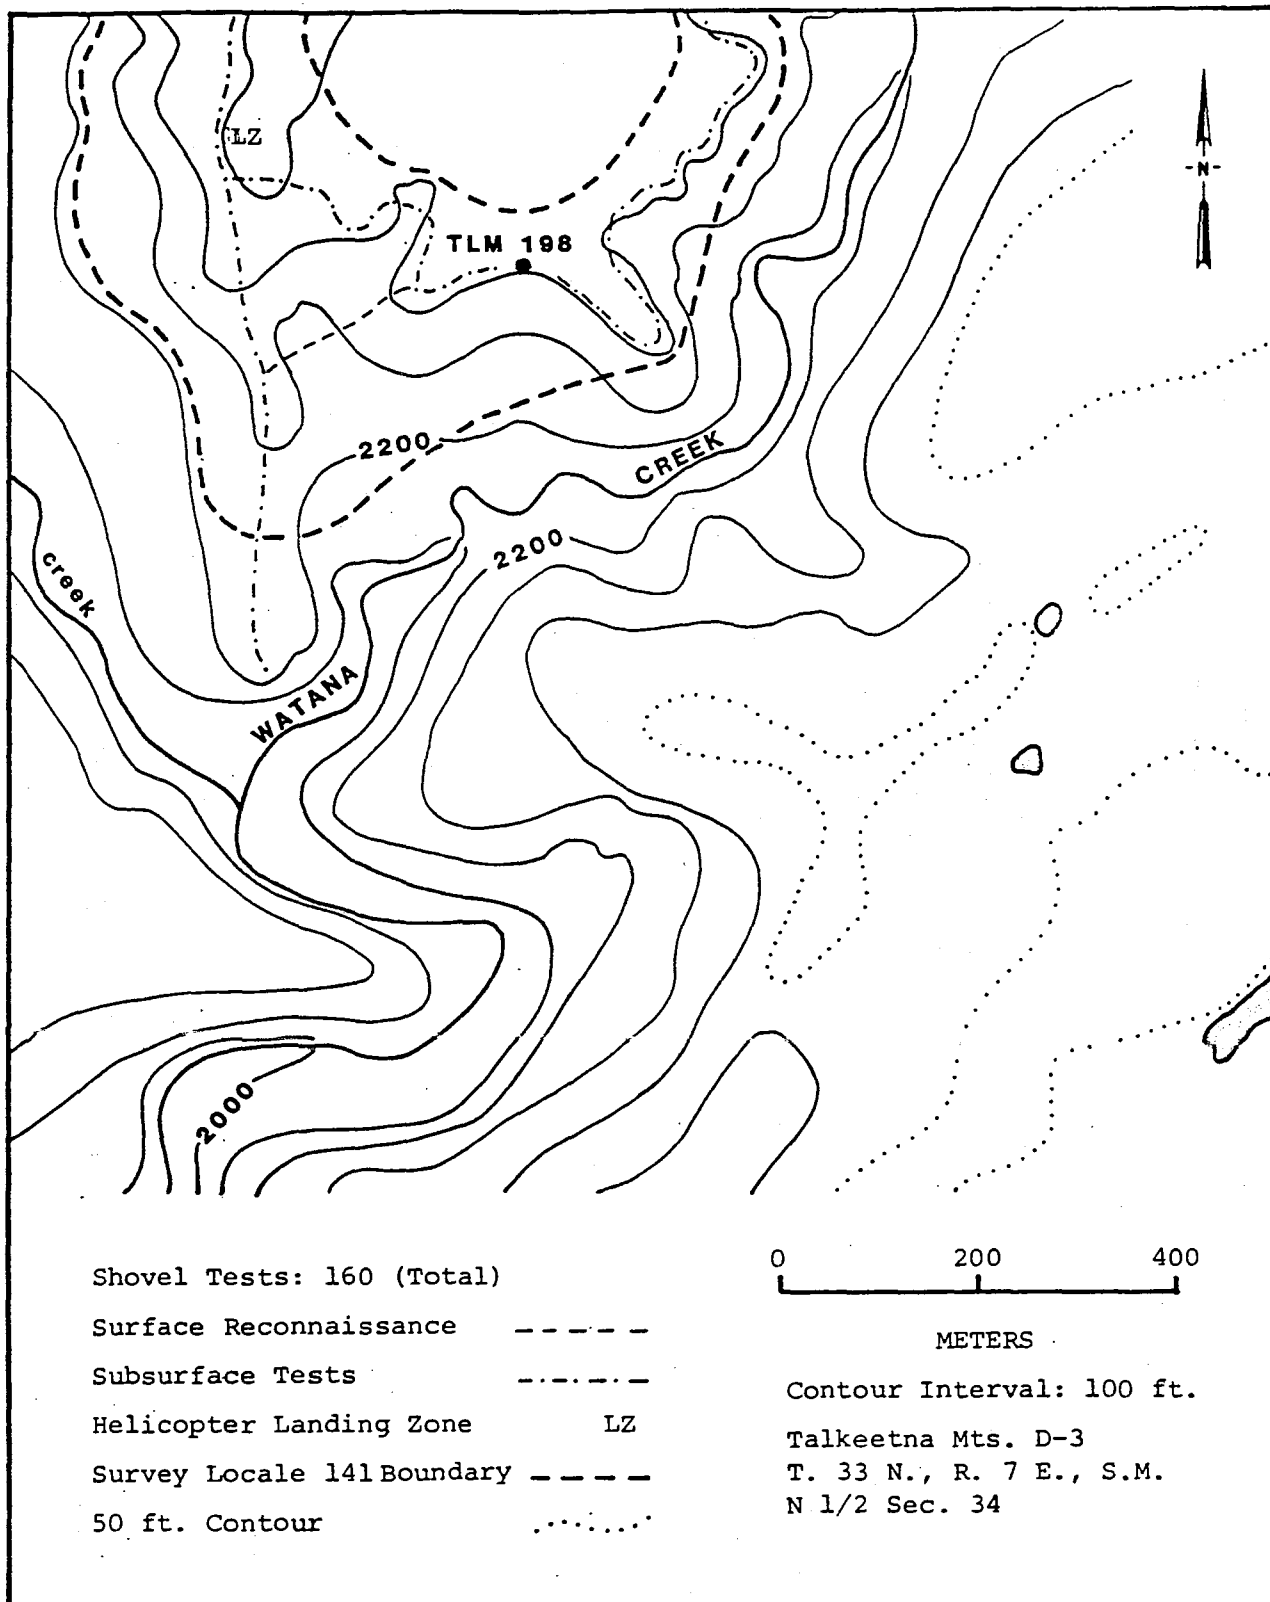 LZ
-N-
TLM 198
2200
CREEK
2200
creek
WATANA
2000
Shovel Tests: 160 (Total)
Surface Reconnaissance
Subsurface Tests
Helicopter Landing Zone LZ
Survey Locale 141 Boundary
50 ft. Contour
0 200 400
METERS
Contour Interval: 100 ft.
Talkeetna Mts. D-3
T. 33 N., R. 7 E., S.M.
N 1/2 Sec. 34